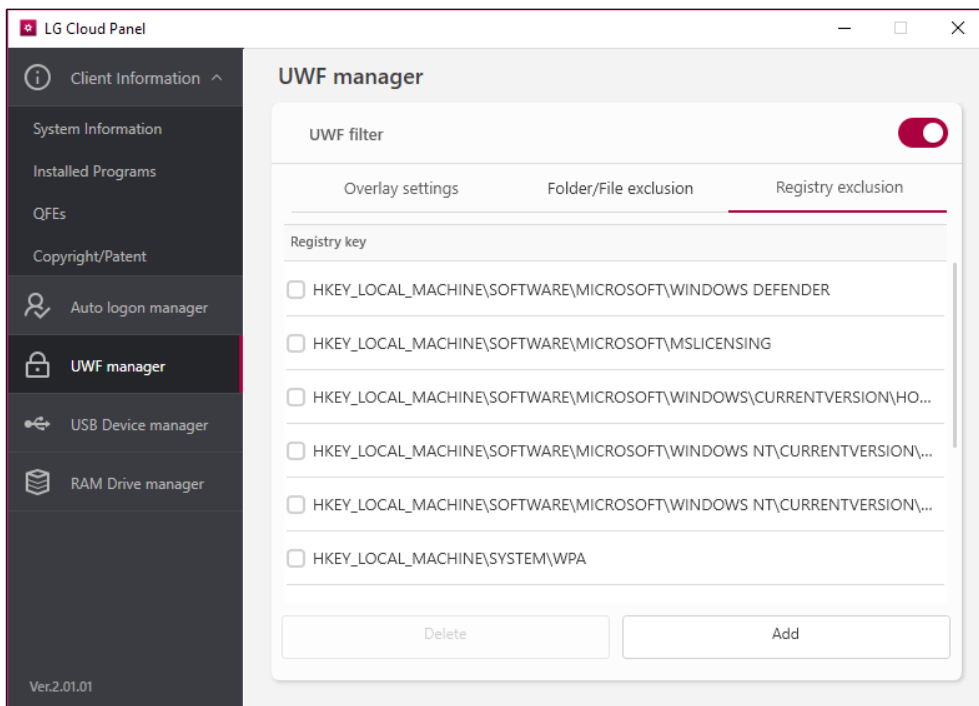 LG Cloud Panel
Client Information
System Information
Installed Programs
QFEs
Copyright/Patent
Auto logon manager
UWF manager
USB Device manager
RAM Drive manager
Ver.2.01.01
UWF manager
UWF filter
Overlay settings Folder/File exclusion Registry exclusion
Registry key
HKEY_LOCAL_MACHINE\SOFTWARE\MICROSOFT\WINDOWS DEFENDER
HKEY_LOCAL_MACHINE\SOFTWARE\MICROSOFT\MSLICENSING
HKEY_LOCAL_MACHINE\SOFTWARE\MICROSOFT\WINDOWS\CURRENTVERSION\HO...
HKEY_LOCAL_MACHINE\SOFTWARE\MICROSOFT\WINDOWS NT\CURRENTVERSION\...
HKEY_LOCAL_MACHINE\SOFTWARE\MICROSOFT\WINDOWS NT\CURRENTVERSION\...
HKEY_LOCAL_MACHINE\SYSTEM\WPA
Delete Add